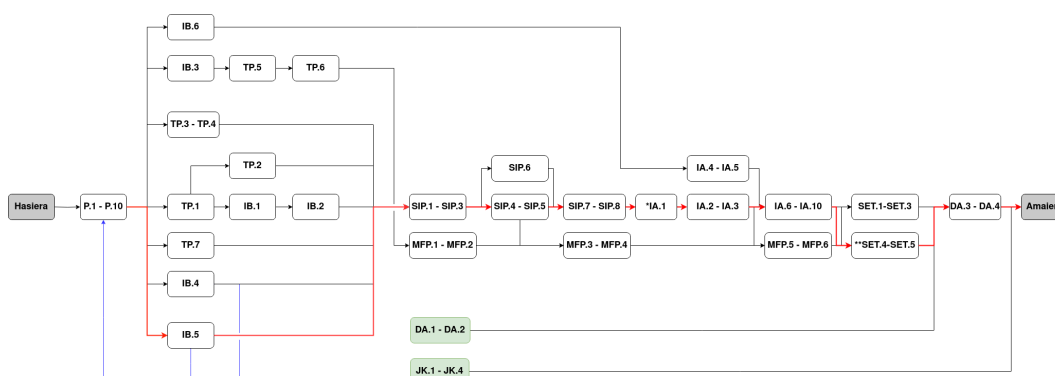 IB.6
IB.3 TP.5 TP.6
TP.3 - TP.4
TP.2 SIP.6 IA.4 - IA.5
Hasiera P.1 - P.10 TP.1 IB.1 IB.2 SIP.1 - SIP.3 SIP.4 - SIP.5 SIP.7 - SIP.8 *IA.1 IA.2 - IA.3 IA.6 - IA.10 SET.1-SET.3 DA.3 - DA.4 Amaier
TP.7 MFP.1 - MFP.2 MFP.3 - MFP.4 MFP.5 - MFP.6 **SET.4-SET.5
IB.4
IB.5 DA.1 - DA.2
JK.1 - JK.4